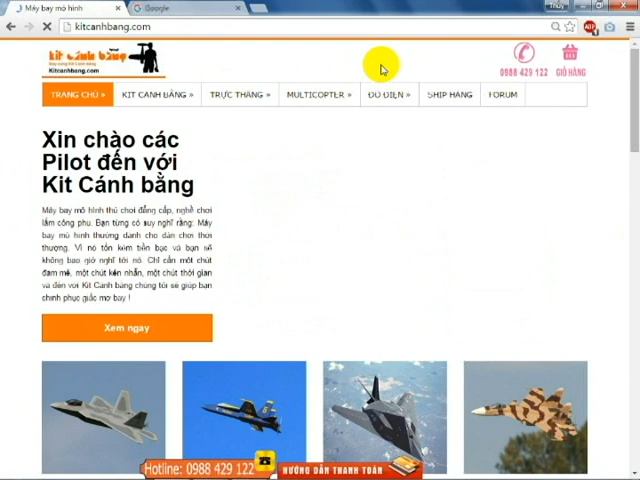 Máy bay mô hình
Google
Thùy
kitcanhbang.com
ABP
kit cánh bằng
Kitcanhbang.com
0988 429 122
GIỎ HÀNG
TRANG CHỦ »
KIT CÁNH BẰNG »
TRỰC THĂNG »
MULTICOPTER »
ĐỒ ĐIỆN »
SHIP HÀNG
FORUM
Xin chào các
Pilot đến với
Kit Cánh bằng
Máy bay mô hình thú chơi đẳng cấp, nghề chơi
lắm công phu. Bạn từng có suy nghĩ rằng: Máy
bay mô hình thường dành cho dân chơi thời
thượng. Vì nó tốn kém tiền bạc và bạn sẽ
không bao giờ nghĩ tới nó. Chỉ cần một chút
đam mê, một chút kên nhẫn, một chút thời gian
và đến với Kit Cánh bằng chúng tôi sẽ giúp bạn
chinh phục giấc mơ bay !
Xem ngay
Hotline: 0988 429 122
HƯỚNG DẪN THANH TOÁN